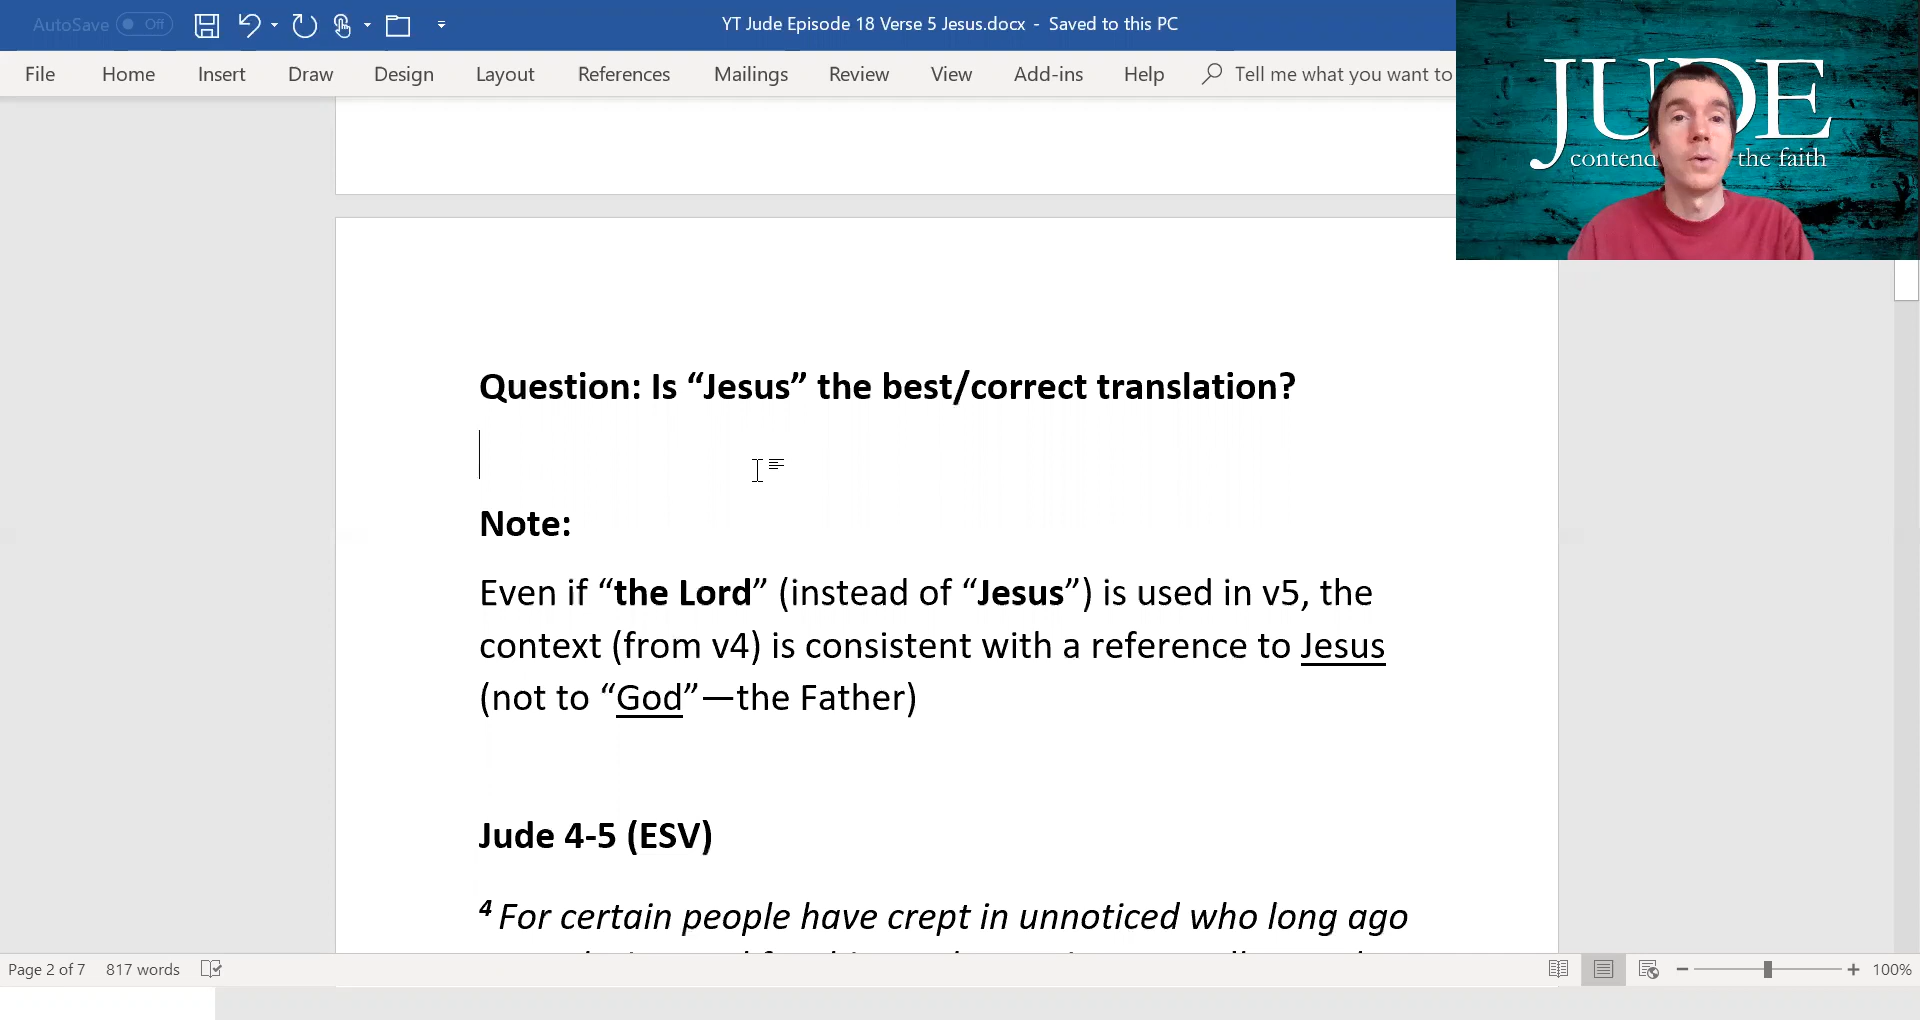 AutoSave Off YT Jude Episode 18 Verse 5 Jesus.docx - Saved to this PC
File Home Insert Draw Design Layout References Mailings Review View Add-ins Help Tell me what you want to
JUDE
contend the faith
Question: Is “Jesus” the best/correct translation?
Note:
Even if “the Lord” (instead of “Jesus”) is used in v5, the
context (from v4) is consistent with a reference to Jesus
(not to “God”—the Father)
Jude 4-5 (ESV)
4 For certain people have crept in unnoticed who long ago
Page 2 of 7 817 words 100%